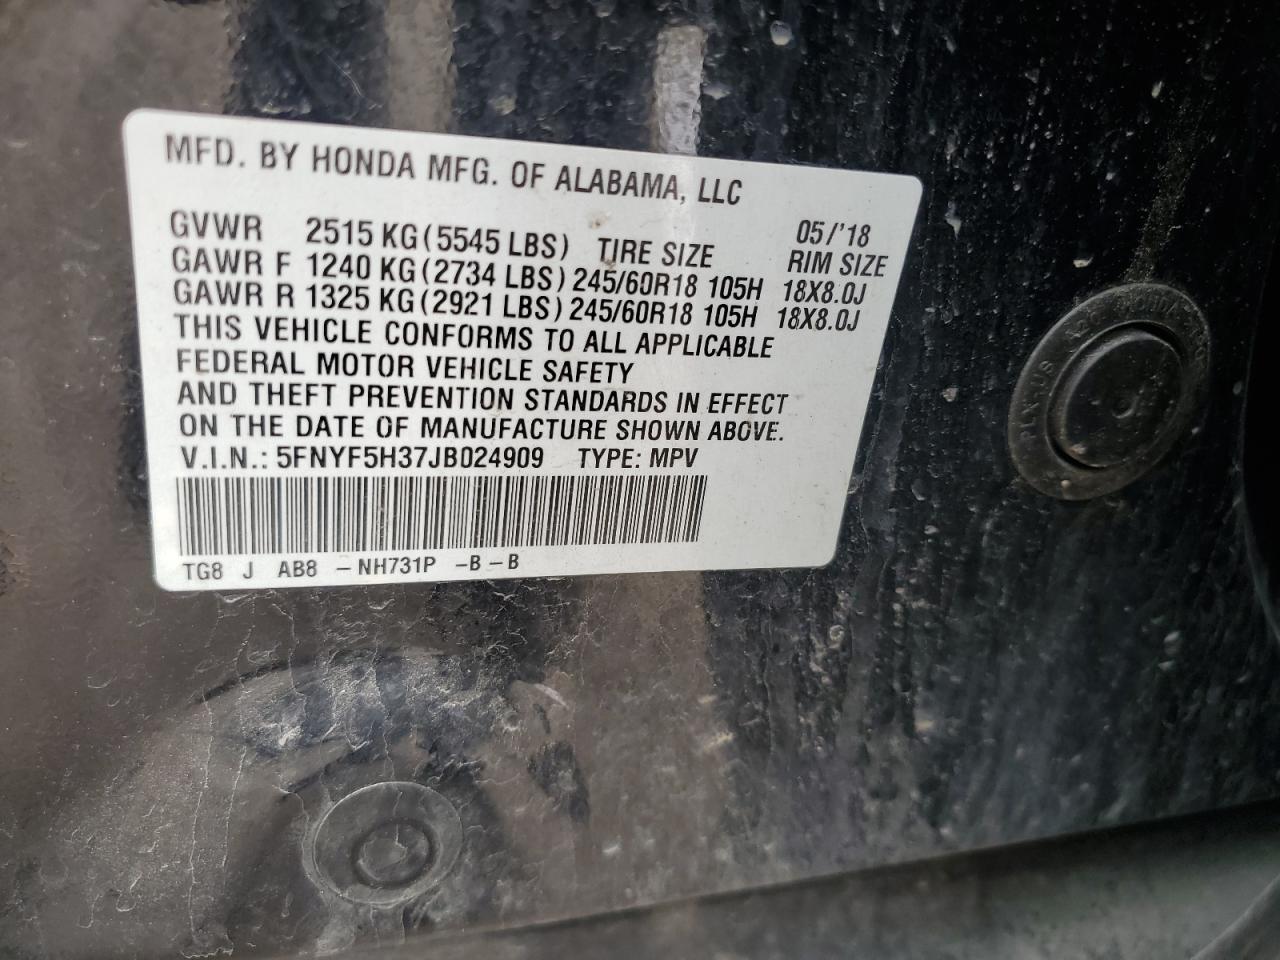 MFD. BY HONDA MFG. OF ALABAMA, LLC
05/'18
GVWR 2515 KG (5545 LBS) TIRE SIZE RIM SIZE
GAWR F 1240 KG (2734 LBS) 245/60R18 105H 18X8.0J
GAWR R 1325 KG (2921 LBS) 245/60R18 105H 18X8.0J
THIS VEHICLE CONFORMS TO ALL APPLICABLE
FEDERAL MOTOR VEHICLE SAFETY
AND THEFT PREVENTION STANDARDS IN EFFECT
ON THE DATE OF MANUFACTURE SHOWN ABOVE.
V.I.N.: 5FNYF5H37JB024909 TYPE: MPV
TG8 J AB8 – NH731P –B – B